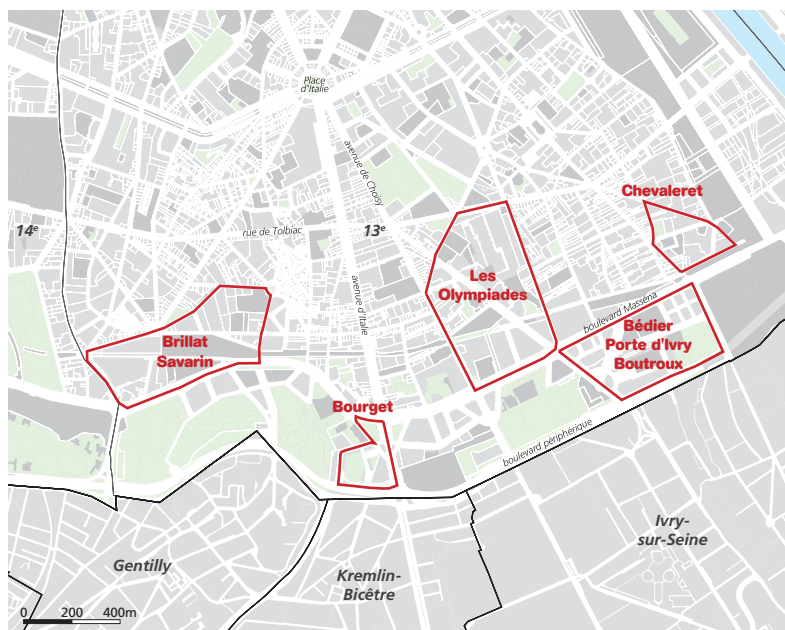 Place
d'Italie
avenue de Choisy
Chevaleret
14e
rue de Tolbiac
13e
Les
Olympiades
avenue d'Italie
boulevard Masséna
Bédier
Porte d'Ivry
Boutroux
Brillat
Savarin
Bourget
boulevard périphérique
Ivry-
sur-Seine
Gentilly
Kremlin-
Bicêtre
0 200 400m